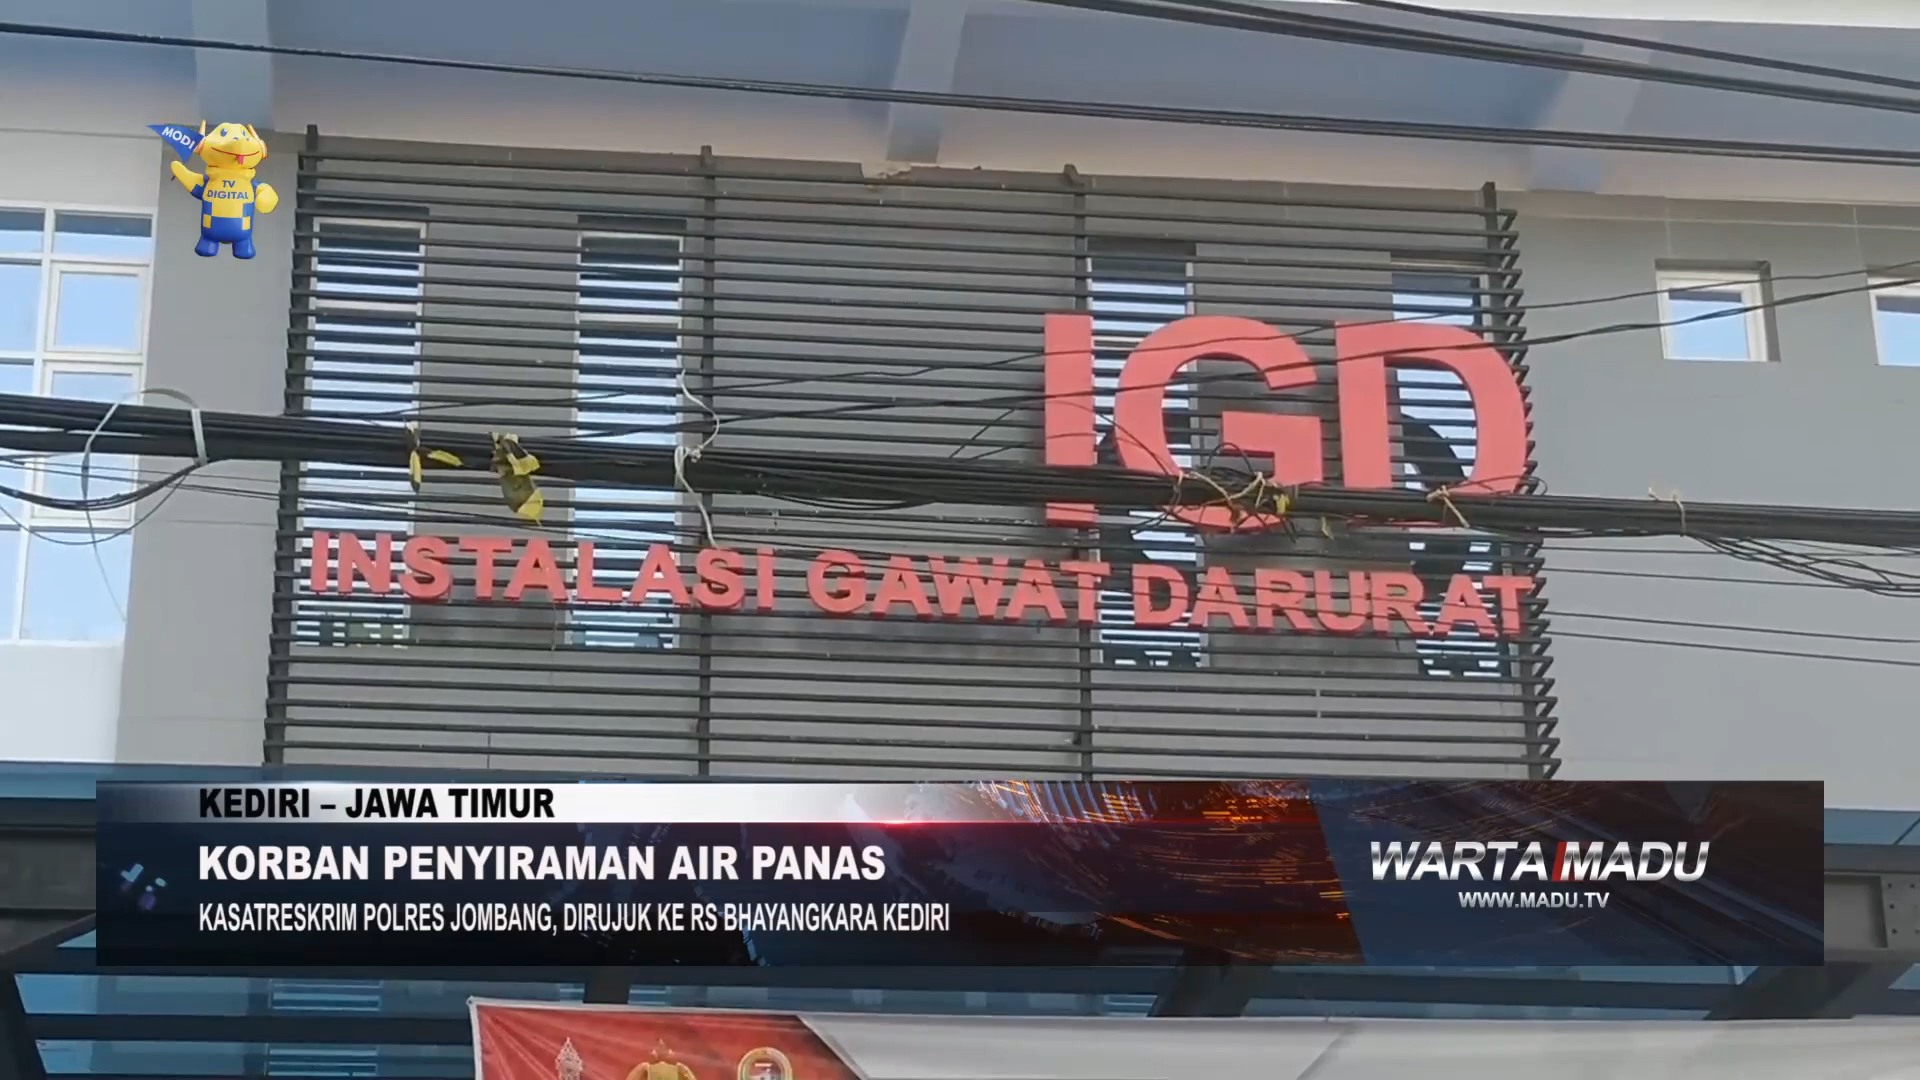 MODI
TV
DIGITAL
IGD
INSTALASI GAWAT DARURAT
KEDIRI – JAWA TIMUR
KORBAN PENYIRAMAN AIR PANAS
KASATRESKRIM POLRES JOMBANG, DIRUJUK KE RS BHAYANGKARA KEDIRI
WARTA MADU
WWW.MADU.TV